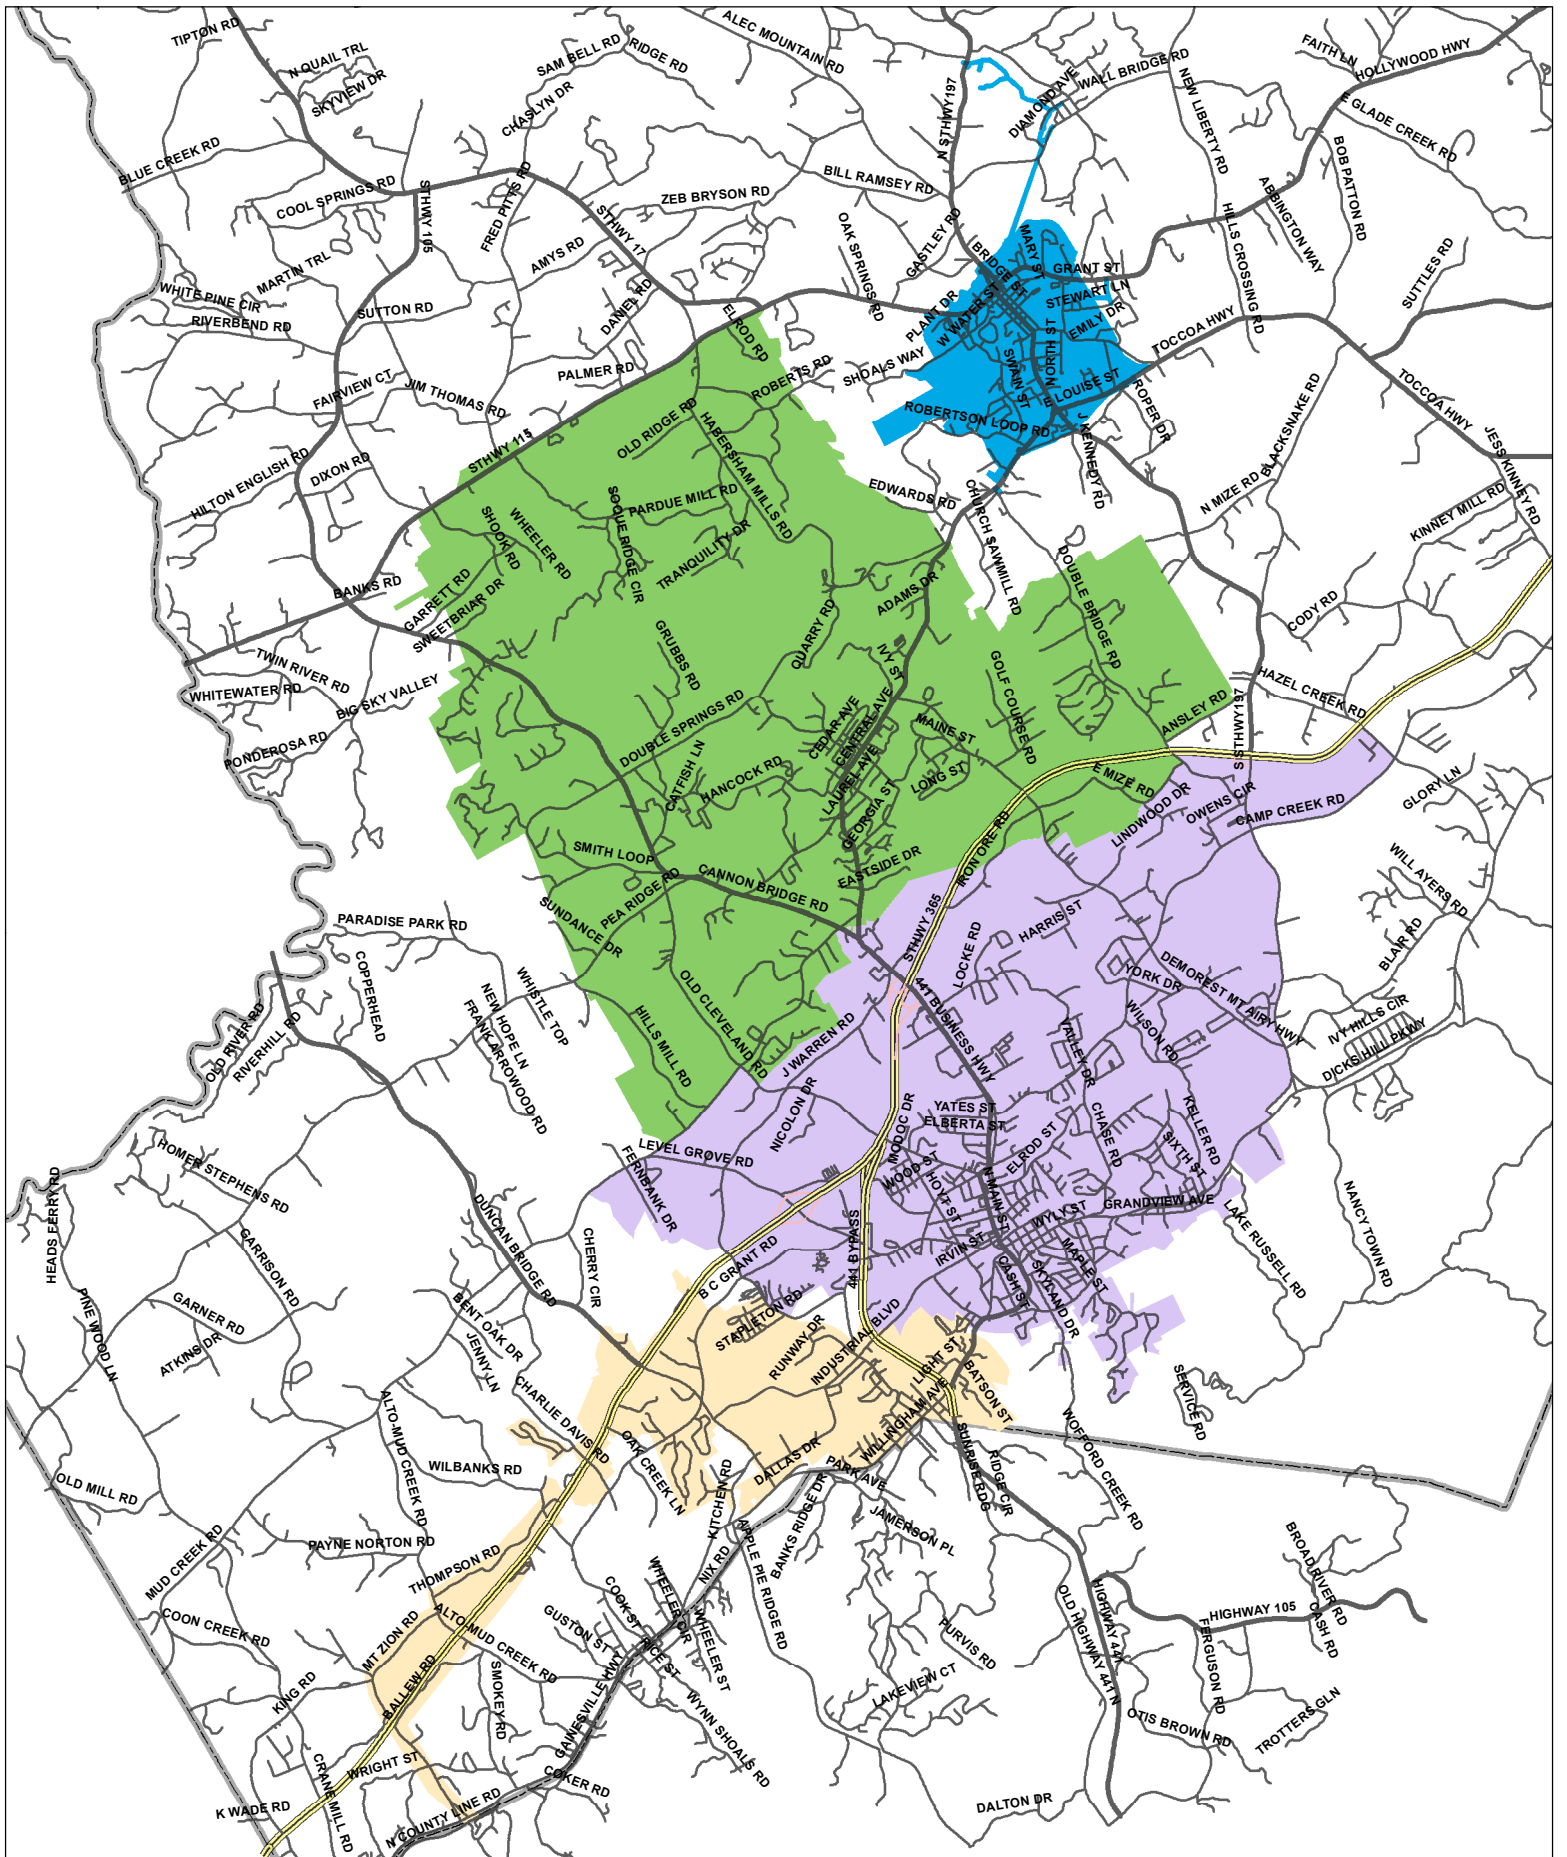 TIPTON RD
N QUAIL TRL
SKYVIEW DR
SAM BELL RD
RIDGE RD
CHASLYN DR
ALEC MOUNTAIN RD
N STHWY197
DIAMOND AVE
WALL BRIDGE RD
NEW LIBERTY RD
FAITH LN
HOLLYWOOD HWY
E GLADE CREEK RD
BOB PATTON RD
BLUE CREEK RD
COOL SPRINGS RD
STHWY 105
FRED PITTS RD
STHWY 17
ZEB BRYSON RD
BILL RAMSEY RD
OAK SPRINGS RD
GASTLEY RD
ABBINGTON WAY
HILLS CROSSING RD
SUTTLES RD
AMYS RD
MARTIN TRL
WHITE PINE CIR
RIVERBEND RD
SUTTON RD
DANIEL RD
ELROD RD
BRIDGE ST
MARY ST
GRANT ST
STEWART LN
PLANT DR
W WATER ST
EMILY DR
TOCCOA HWY
N NORTH ST
SWAIN ST
E LOUISE ST
SHOALS WAY
ROBERTS RD
ROBERTSON LOOP RD
J KENNEDY RD
ROPER DR
TOCCOA HWY
BLACKSNAKE RD
JESS KINNEY RD
KINNEY MILL RD
N MIZE RD
PALMER RD
FAIRVIEW CT
JIM THOMAS RD
OLD RIDGE RD
HABERSHAM MILLS RD
STHWY 115
HILTON ENGLISH RD
DIXON RD
EDWARDS RD
CHURCH SAWMILL RD
DOUBLE BRIDGE RD
PARDUE MILL RD
SOQUE RIDGE CIR
TRANQUILITY DR
SHOOK RD
WHEELER RD
BANKS RD
GARRETT RD
SWEETBRIAR DR
ADAMS DR
CODY RD
GRUBBS RD
QUARRY RD
IVY ST
GOLF COURSE RD
TWIN RIVER RD
WHITEWATER RD
BIG SKY VALLEY
PONDEROSA RD
HAZEL CREEK RD
ANSLEY RD
S STHWY197
DOUBLE SPRINGS RD
CATFISH LN
HANCOCK RD
CEDAR AVE
CENTRAL AVE
LAUREL AVE
MAINE ST
LONG ST
GEORGIA ST
E MIZE RD
LINDWOOD DR
OWENS CIR
CAMP CREEK RD
GLORY LN
SMITH LOOP
CANNON BRIDGE RD
EASTSIDE DR
IRON ORE RD
PEA RIDGE RD
SUNDANCE DR
WILL AYERS RD
BLAIR RD
PARADISE PARK RD
COPPERHEAD
STHWY 365
LOCKE RD
HARRIS ST
YORK DR
DEMOREST MT AIRY HWY
WHISTLE TOP
NEW HOPE LN
FRANK ARROWOOD RD
OLD CLEVELAND RD
HILLS MILL RD
441 BUSINESS HWY
WILSON RD
VALLEY DR
IVY HILLS CIR
DICKS HILL PKWY
OLD RIVER RD
RIVERHILL RD
J WARREN RD
NICOLON DR
MODOC DR
YATES ST
ELBERTA ST
CHASE RD
KELLER RD
SIXTH ST
ELROD ST
LEVEL GROVE RD
FERNBANK DR
WOOD ST
HOYT ST
N MAIN ST
WYLY ST
GRANDVIEW AVE
LAKE RUSSELL RD
NANCY TOWN RD
HOMER STEPHENS RD
HEADS FERRY RD
GARRISON RD
DUNCAN BRIDGE RD
CHERRY CIR
B C GRANT RD
441 BYPASS
IRVIN ST
CASH ST
MAPLE ST
SKYLAND DR
PINE WOOD LN
GARNER RD
ATKINS DR
BENT OAK DR
JENNY LN
STAPLETON RD
RUNWAY DR
INDUSTRIAL BLVD
LIGHT ST
BATSON ST
SERVICE RD
CHARLIE DAVIS RD
ALTO-MUD CREEK RD
OAK CREEK LN
DALLAS DR
WILLINGHAM AVE
WOFFORD CREEK RD
OLD MILL RD
WILBANKS RD
KITCHEN RD
PARK AVE
SUNRISE RDG
RIDGE CIR
MUD CREEK RD
PAYNE NORTON RD
BANKS RIDGE DR
JAMERSON PL
APPLE PIE RIDGE RD
NIX RD
THOMPSON RD
BROAD RIVER RD
CASH RD
HIGHWAY 105
HIGHWAY 441
OLD HIGHWAY 441 N
FERGUSON RD
COON CREEK RD
MT ZION RD
ALTO-MUD CREEK RD
GUSTON ST
COOK ST
WHEELER CIR
WHEELER ST
RICE ST
PURVIS RD
LAKEVIEW CT
KING RD
BALLEW RD
SMOKEY RD
GAINESVILLE HWY
WYNN SHOALS RD
OTIS BROWN RD
TROTTERS GLN
CRANE MILL RD
WRIGHT ST
COKER RD
K WADE RD
N COUNTY LINE RD
DALTON DR